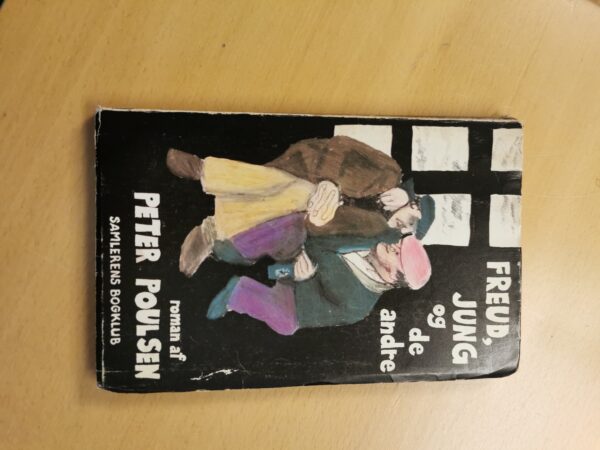 FREUD,
JUNG
og
de
andre
roman af
PETER POULSEN
SAMLERENS BOGKLUB